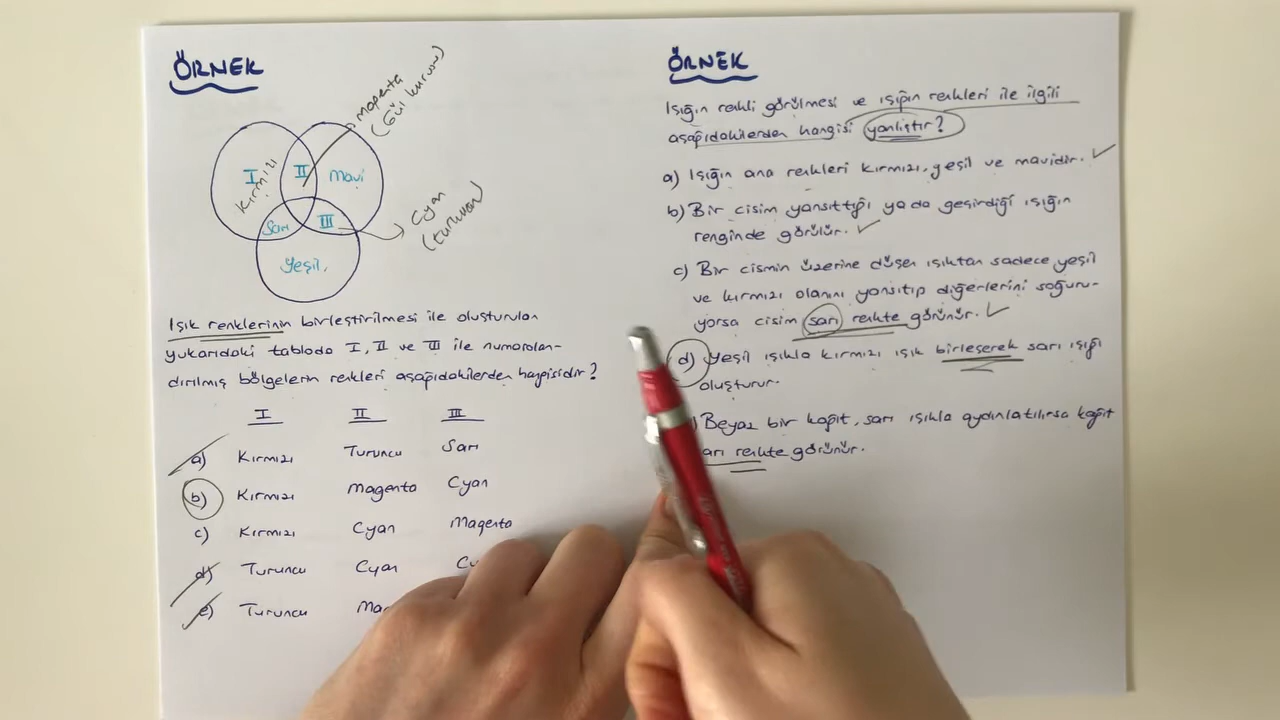 ÖRNEK
magenta
(Gül kurusu)
I
Kırmızı
II
mavi
Sarı
III
Cyan
(turkuaz)
Yeşil
Işık renklerinin birleştirilmesi ile oluşturulan
yukarıdaki tabloda I, II ve III ile numaralan-
dırılmış bölgelerin renkleri aşağıdakilerden hangisidir?
I II III
a) Kırmızı Turuncu Sarı
b) Kırmızı Magenta Cyan
c) Kırmızı Cyan Magenta
d) Turuncu Cyan
e) Turuncu
ÖRNEK
Işığın renkli görülmesi ve ışığın renkleri ile ilgili
aşağıdakilerden hangisi yanlıştır?
a) Işığın ana renkleri kırmızı, yeşil ve mavidir.
b) Bir cisim yansıttığı ya da geçirdiği ışığın
renginde görülür.
c) Bir cismin üzerine düşen ışıktan sadece yeşil
ve kırmızı olanını yansıtıp diğerlerini soğuru-
yorsa cisim sarı renkte görünür.
d) Yeşil ışıkla kırmızı ışık birleşerek sarı ışığı
oluşturur.
) Beyaz bir kağıt, sarı ışıkla aydınlatılırsa kağıt
arı renkte görünür.